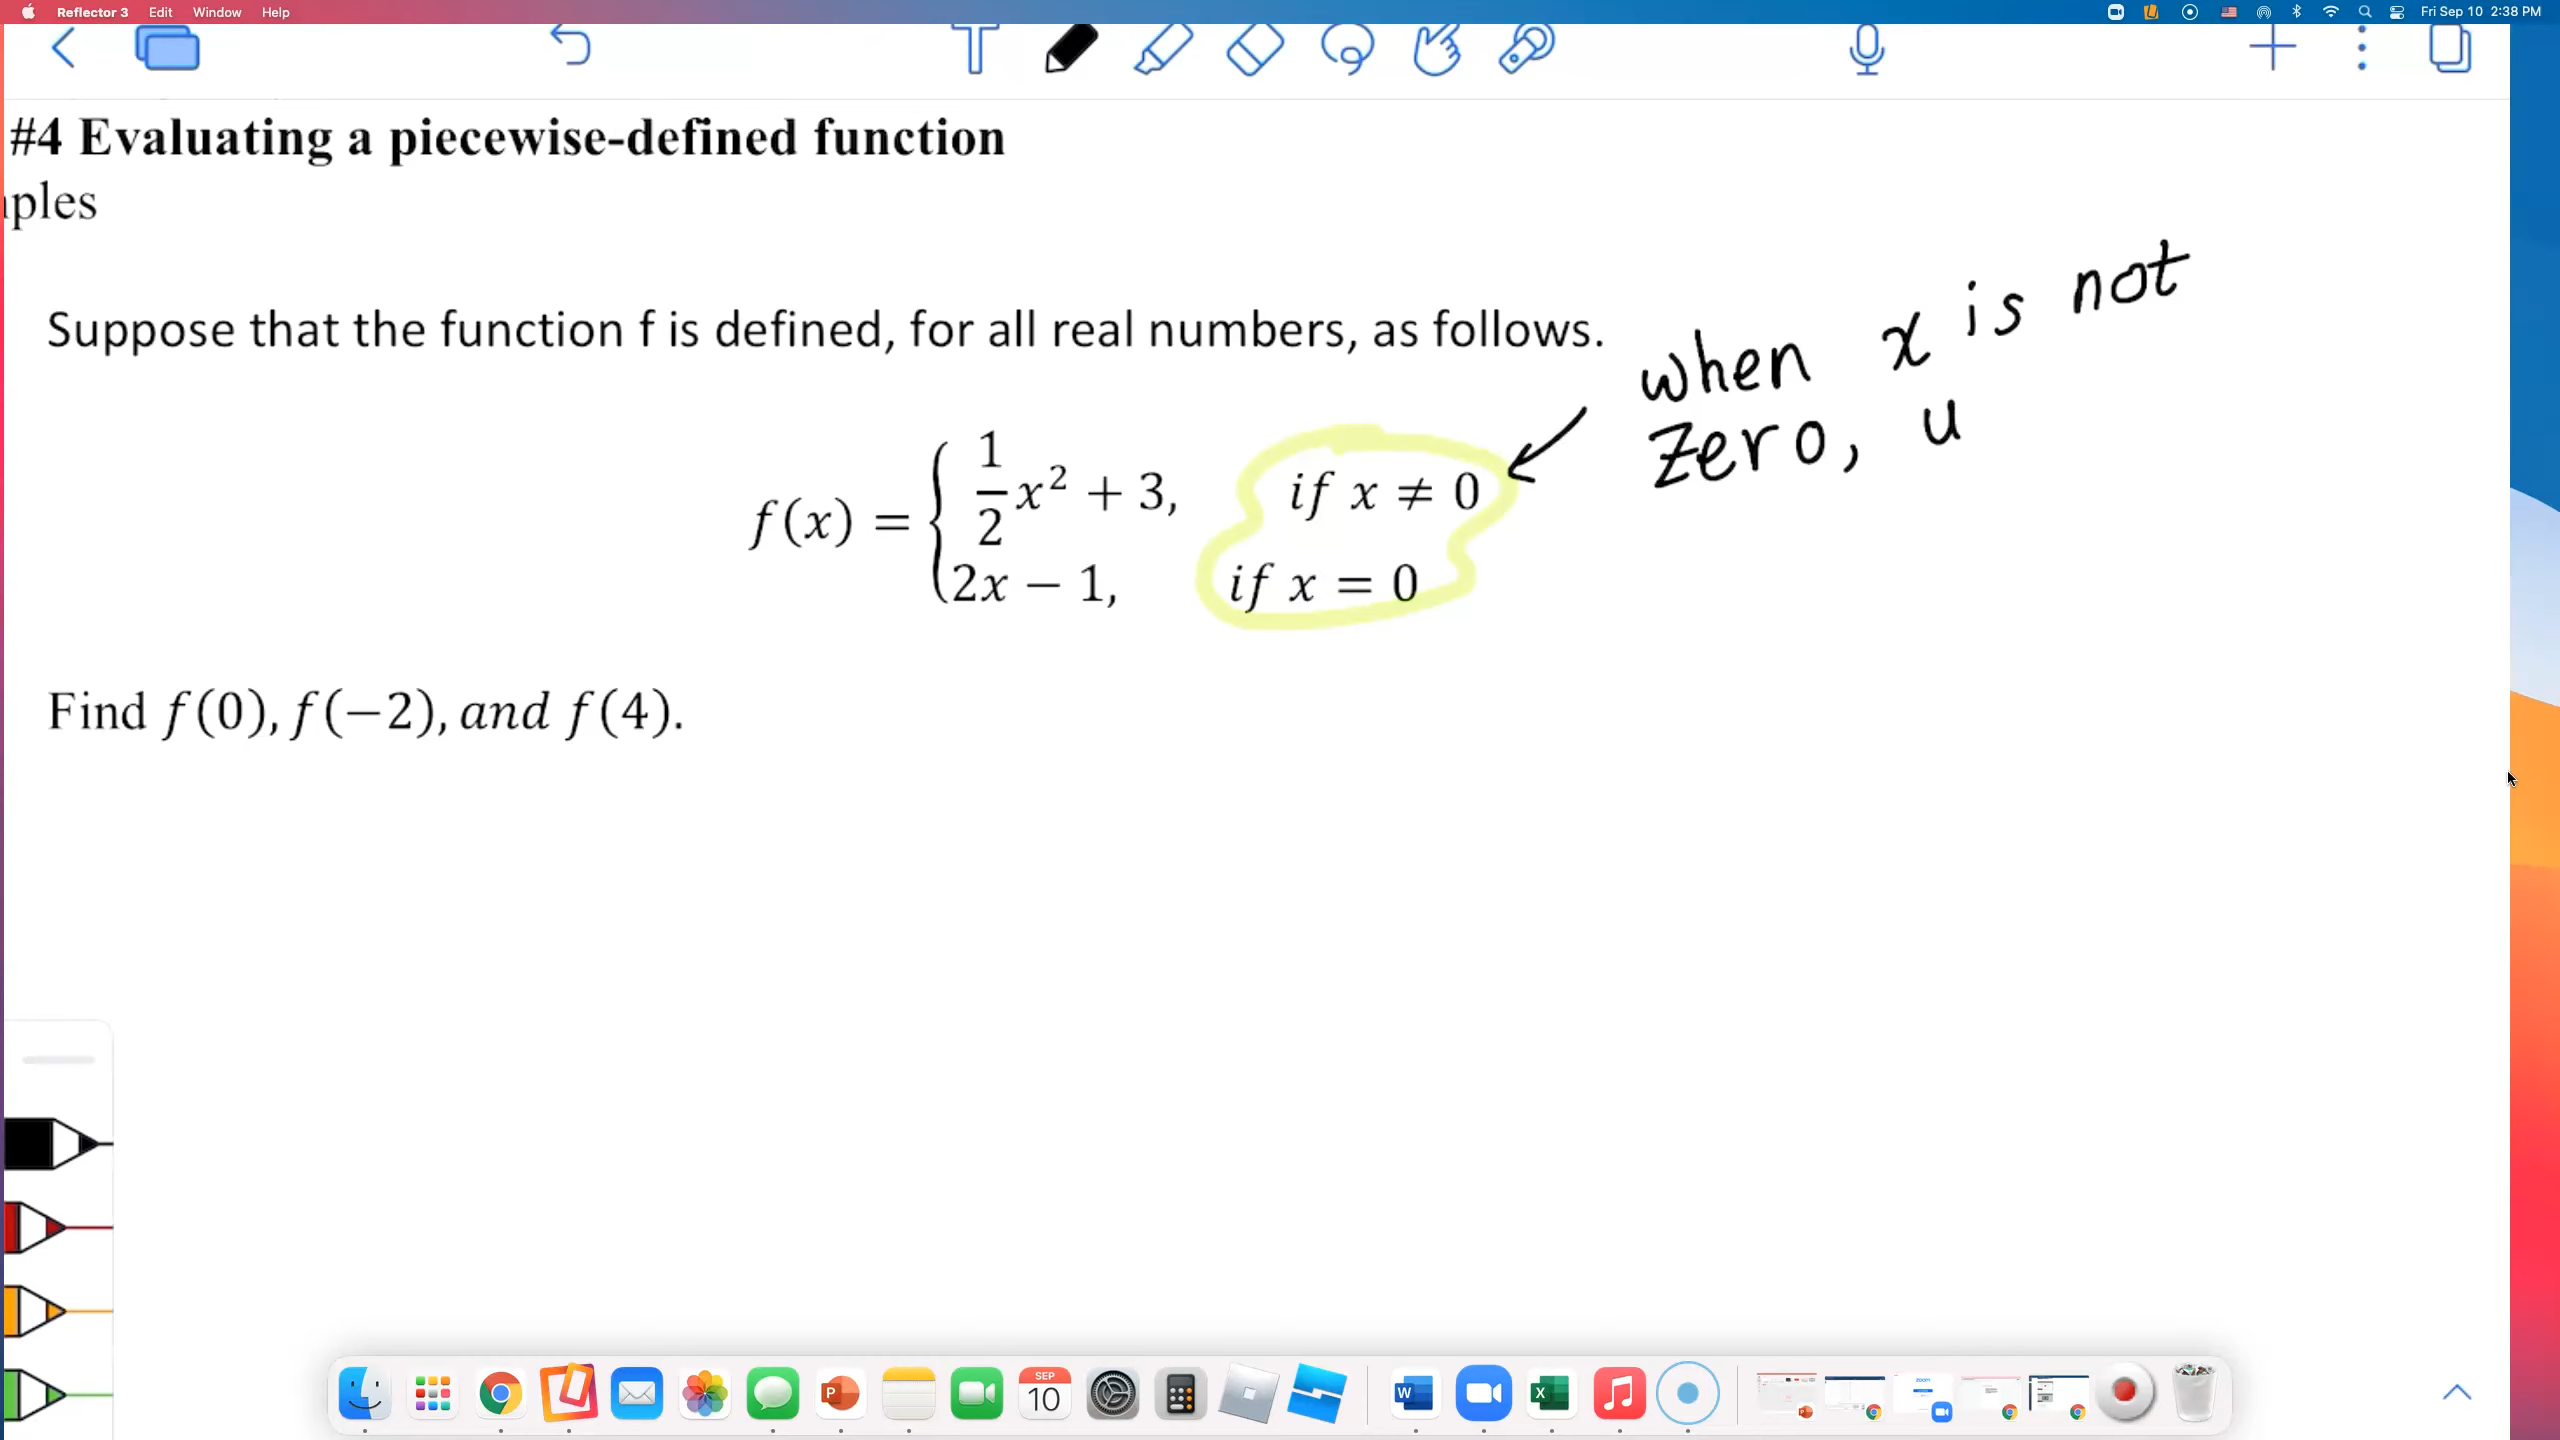 Reflector 3 Edit Window Help
Fri Sep 10 2:38 PM
#4 Evaluating a piecewise-defined function
ples
Suppose that the function f is defined, for all real numbers, as follows.
when x is not
zero, u
f(x) = { 1/2 x² + 3, if x ≠ 0
2x − 1, if x = 0
Find f(0), f(−2), and f(4).
SEP
10